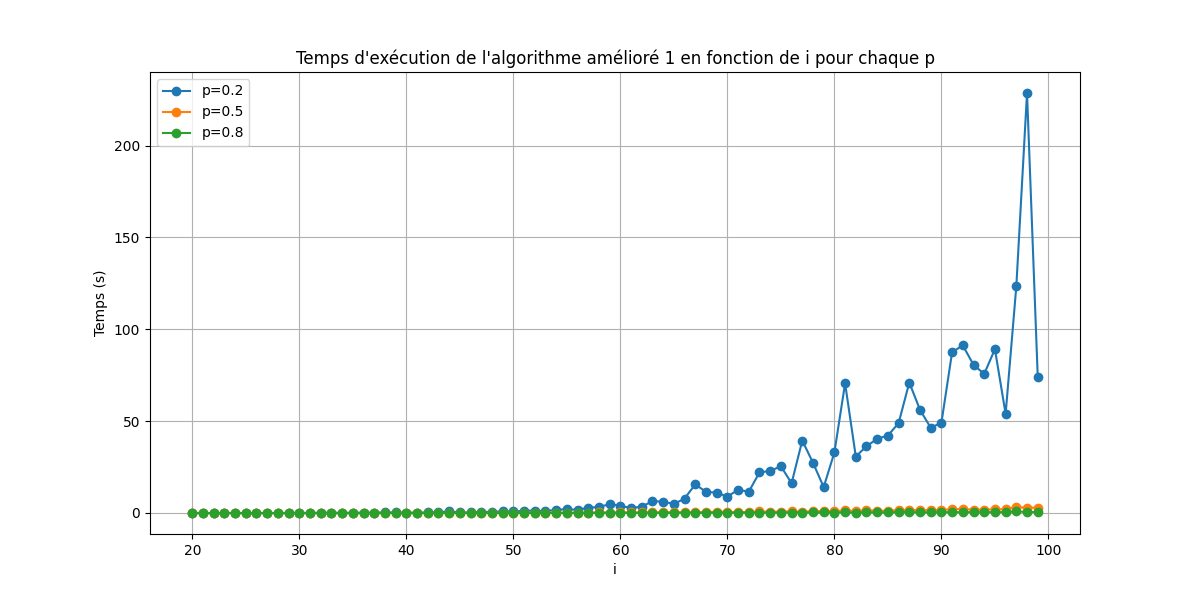 Temps d'exécution de l'algorithme amélioré 1 en fonction de i pour chaque p
p=0.2
p=0.5
p=0.8
200
150
100
50
0
Temps (s)
20 30 40 50 60 70 80 90 100
i